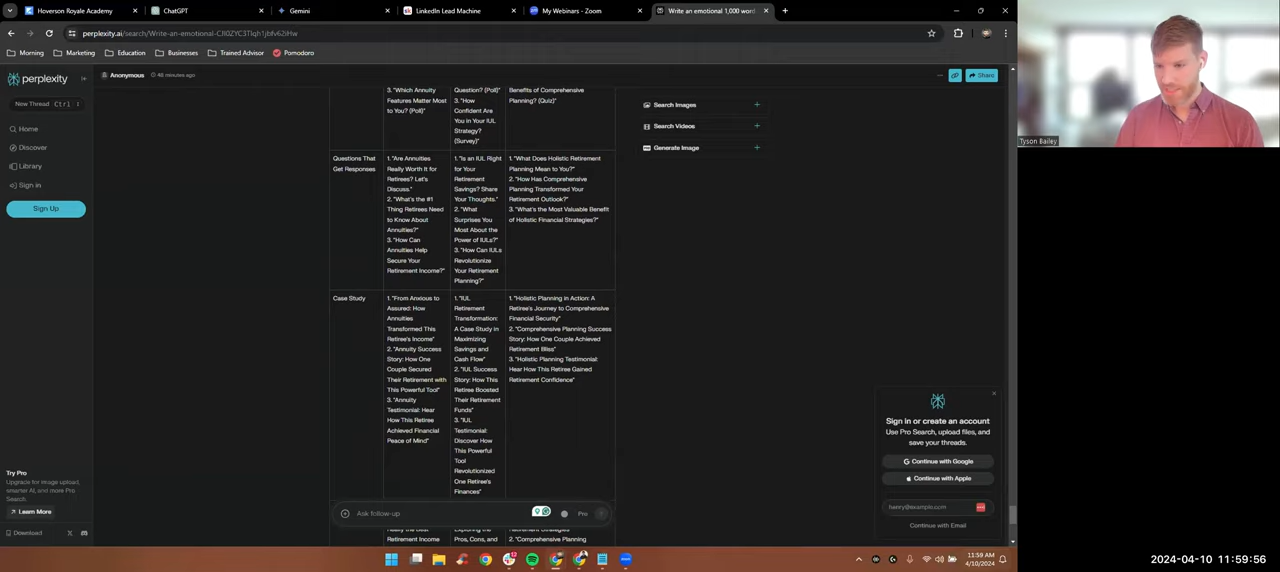 Hoverson Royale Academy
ChatGPT
Gemini
LinkedIn Lead Machine
My Webinars - Zoom
Write an emotional 1,000 word
perplexity.ai/search/Write-an-emotional-CJl0ZYC3Tlqh1jbfv62iHw
Morning
Marketing
Education
Businesses
Trained Advisor
Pomodoro
perplexity
Anonymous
48 minutes ago
Share
New Thread
Ctrl
Home
Discover
Library
Sign in
Sign Up
3. "Which Annuity
Features Matter Most
to You? (Poll)"
Question? (Poll)"
3. "How
Confident Are
You in Your IUL
Strategy?
(Survey)"
Benefits of Comprehensive
Planning? (Quiz)"
Search Images
Search Videos
Generate Image
Questions That
Get Responses
1. "Are Annuities
Really Worth It for
Retirees? Let's
Discuss."
2. "What's the #1
Thing Retirees Need
to Know About
Annuities?"
3. "How Can
Annuities Help
Secure Your
Retirement Income?"
1. "Is an IUL Right
for Your
Retirement
Savings? Share
Your Thoughts."
2. "What
Surprises You
Most About the
Power of IULs?"
3. "How Can IULs
Revolutionize
Your Retirement
Planning?"
1. "What Does Holistic Retirement
Planning Mean to You?"
2. "How Has Comprehensive
Planning Transformed Your
Retirement Outlook?"
3. "What's the Most Valuable Benefit
of Holistic Financial Strategies?"
Case Study
1. "From Anxious to
Assured: How
Annuities
Transformed This
Retiree's Income"
2. "Annuity Success
Story: How One
Couple Secured
Their Retirement with
This Powerful Tool"
3. "Annuity
Testimonial: Hear
How This Retiree
Achieved Financial
Peace of Mind"
1. "IUL
Retirement
Transformation:
A Case Study in
Maximizing
Savings and
Cash Flow"
2. "IUL Success
Story: How This
Retiree Boosted
Their Retirement
Funds"
3. "IUL
Testimonial:
Discover How
This Powerful
Tool
Revolutionized
One Retiree's
Finances"
1. "Holistic Planning in Action: A
Retiree's Journey to Comprehensive
Financial Security"
2. "Comprehensive Planning Success
Story: How One Couple Achieved
Retirement Bliss"
3. "Holistic Planning Testimonial:
Hear How This Retiree Gained
Retirement Confidence"
Ask follow-up
Pro
Really the Best
Retirement Income
Exploring the
Pros, Cons, and
Retirement Strategies"
2. "Comprehensive Planning
Sign in or create an account
Use Pro Search, upload files, and
save your threads.
Continue with Google
Continue with Apple
henry@example.com
Continue with Email
Try Pro
Upgrade for image upload,
smarter AI, and more Pro
Search.
Learn More
Download
Tyson Bailey
11:59 AM
4/10/2024
2024-04-10 11:59:56